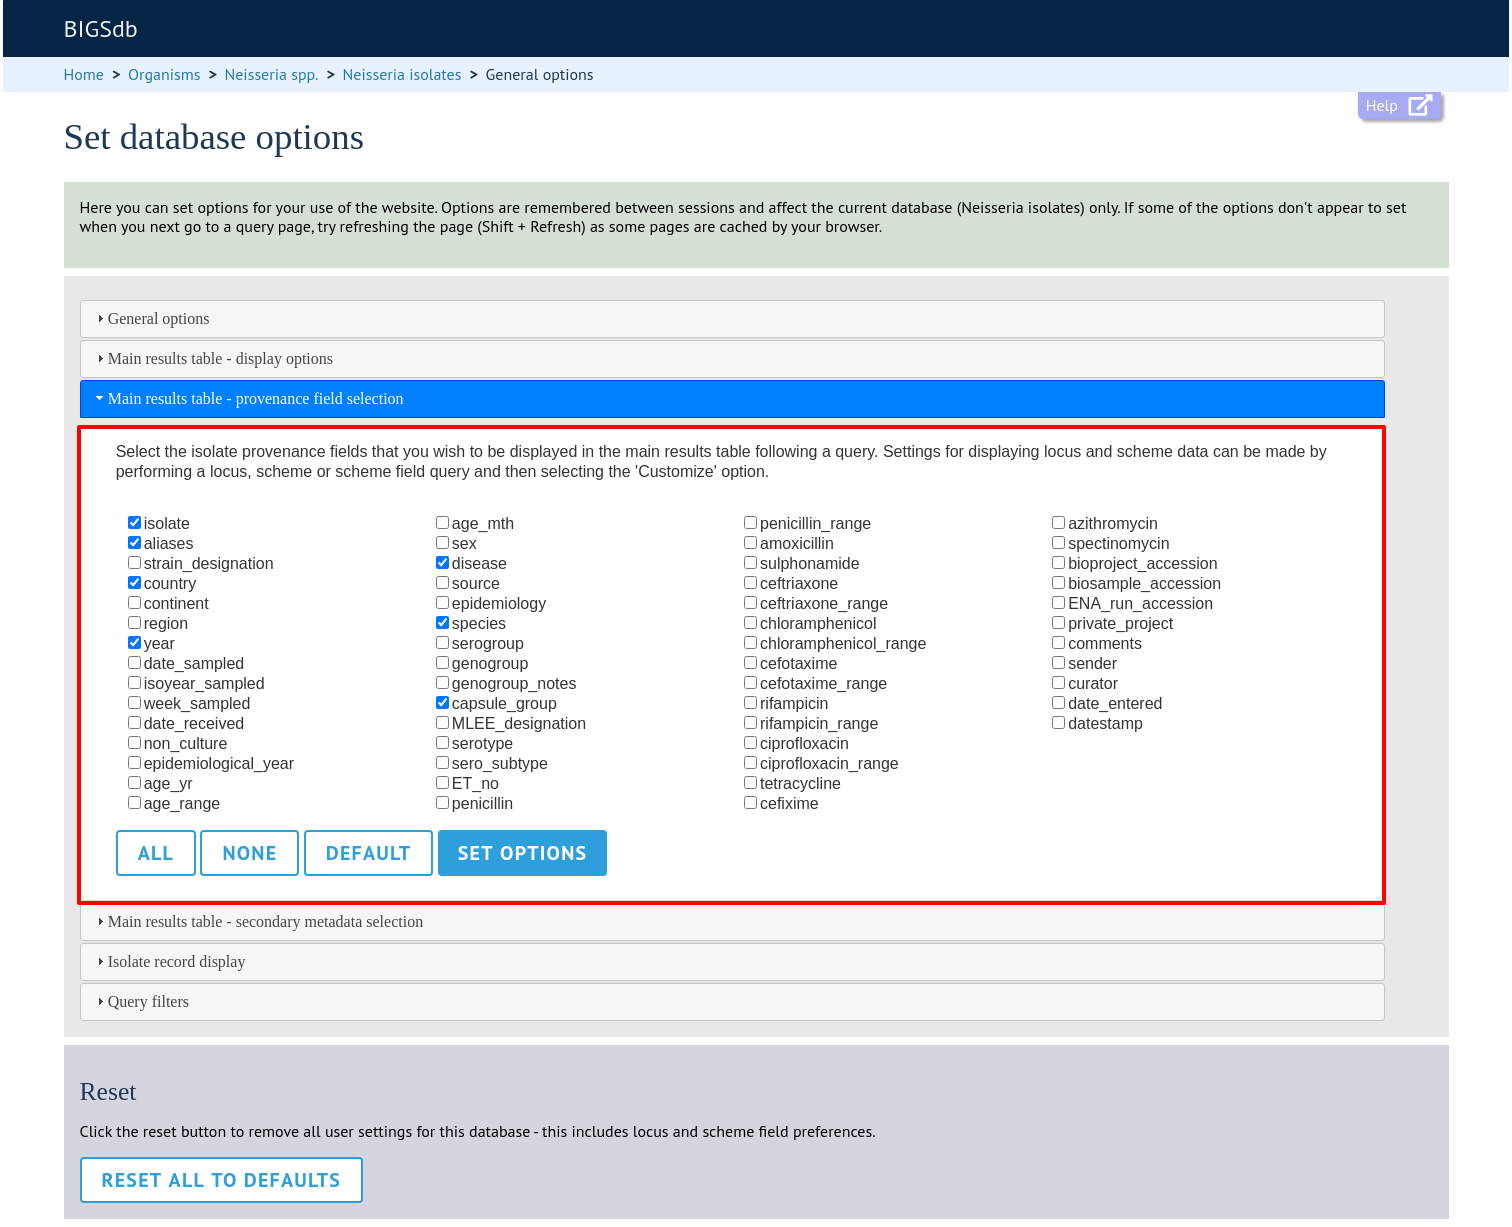 BIGSdb
Home > Organisms > Neisseria spp. > Neisseria isolates > General options
Help
Set database options
Here you can set options for your use of the website. Options are remembered between sessions and affect the current database (Neisseria isolates) only. If some of the options don't appear to set
when you next go to a query page, try refreshing the page (Shift + Refresh) as some pages are cached by your browser.
General options
Main results table - display options
Main results table - provenance field selection
Select the isolate provenance fields that you wish to be displayed in the main results table following a query. Settings for displaying locus and scheme data can be made by
performing a locus, scheme or scheme field query and then selecting the 'Customize' option.
isolate
aliases
strain_designation
country
continent
region
year
date_sampled
isoyear_sampled
week_sampled
date_received
non_culture
epidemiological_year
age_yr
age_range
age_mth
sex
disease
source
epidemiology
species
serogroup
genogroup
genogroup_notes
capsule_group
MLEE_designation
serotype
sero_subtype
ET_no
penicillin
penicillin_range
amoxicillin
sulphonamide
ceftriaxone
ceftriaxone_range
chloramphenicol
chloramphenicol_range
cefotaxime
cefotaxime_range
rifampicin
rifampicin_range
ciprofloxacin
ciprofloxacin_range
tetracycline
cefixime
azithromycin
spectinomycin
bioproject_accession
biosample_accession
ENA_run_accession
private_project
comments
sender
curator
date_entered
datestamp
ALL NONE DEFAULT SET OPTIONS
Main results table - secondary metadata selection
Isolate record display
Query filters
Reset
Click the reset button to remove all user settings for this database - this includes locus and scheme field preferences.
RESET ALL TO DEFAULTS